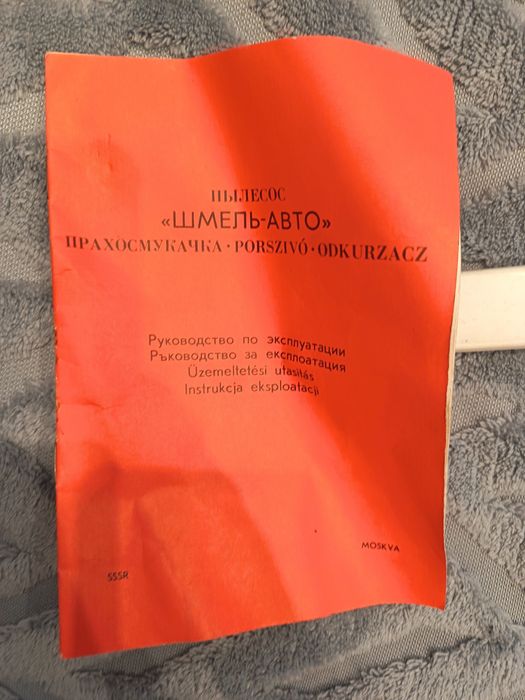 ПЫЛЕСОС
«ШМЕЛЬ-АВТО»
ПРАХОСМУКАЧКА · PORSZIVÓ · ODKURZACZ
Руководство по эксплуатации
Ръководство за експлоатация
Üzemeltetési utasítás
Instrukcja eksploatacji
SSSR
MOSKVA